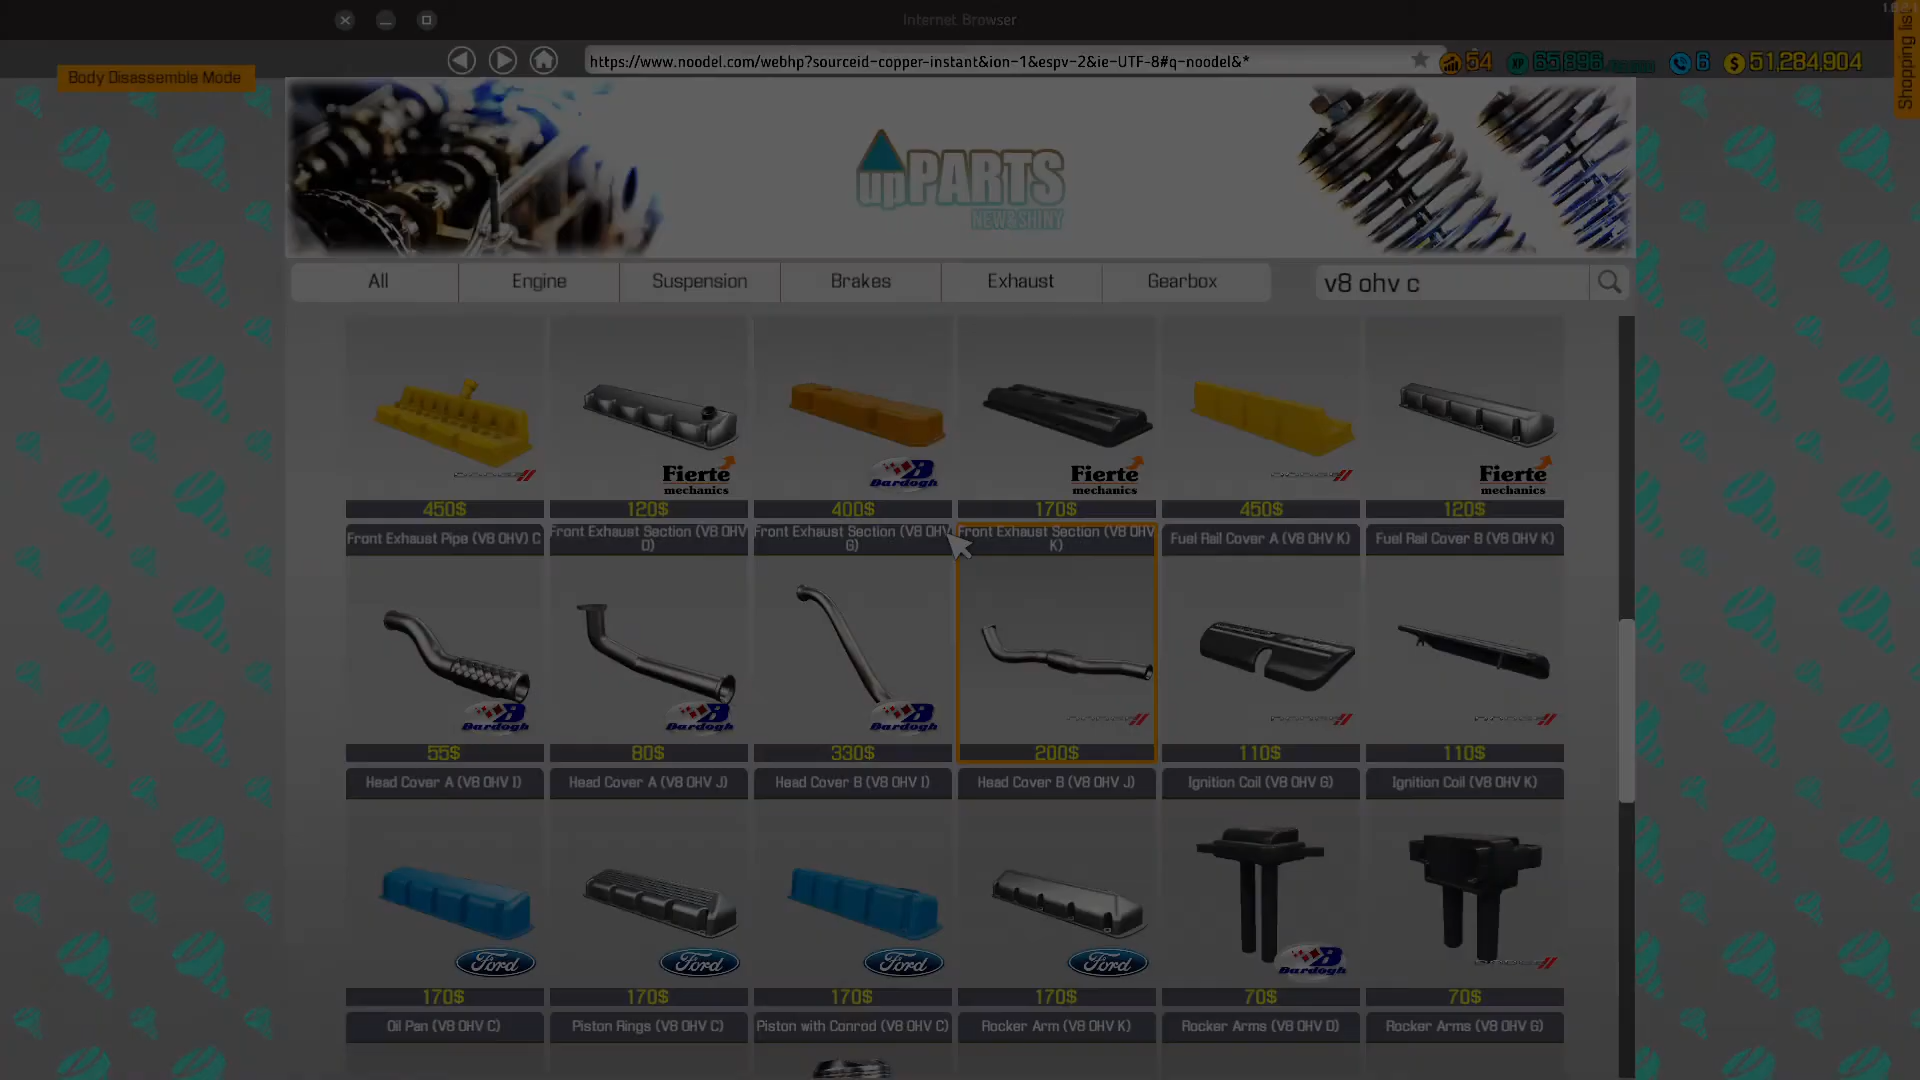 Internet Browser
Body Disassemble Mode
https://www.noodel.com/webhp?sourceid-copper-instant&ion-1&espv-2&ie-UTF-8#q-noodel&*
54
XP
65,896
6
$ 51,284,904
Shopping list
upPARTS
NEW&SHINY
All
Engine
Suspension
Brakes
Exhaust
Gearbox
v8 ohv c
Fierte
mechanics
Bardogh
Fierte
mechanics
Fierte
mechanics
450$
120$
400$
170$
450$
120$
Front Exhaust Pipe (V8 OHV) C
Front Exhaust Section (V8 OHV
D)
Front Exhaust Section (V8 OHV
G)
Front Exhaust Section (V8 OHV
K)
Fuel Rail Cover A (V8 OHV K)
Fuel Rail Cover B (V8 OHV K)
Bardogh
Bardogh
Bardogh
55$
80$
330$
200$
110$
110$
Head Cover A (V8 OHV I)
Head Cover A (V8 OHV J)
Head Cover B (V8 OHV I)
Head Cover B (V8 OHV J)
Ignition Coil (V8 OHV G)
Ignition Coil (V8 OHV K)
Ford
Ford
Ford
Ford
Bardogh
170$
170$
170$
170$
70$
70$
Oil Pan (V8 OHV C)
Piston Rings (V8 OHV C)
Piston with Conrod (V8 OHV C)
Rocker Arm (V8 OHV K)
Rocker Arms (V8 OHV D)
Rocker Arms (V8 OHV G)